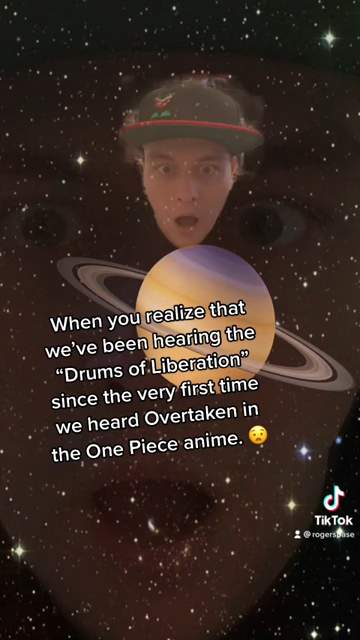 When you realize that
we've been hearing the
“Drums of Liberation”
since the very first time
we heard Overtaken in
the One Piece anime. 😧
TikTok
@rogersbase